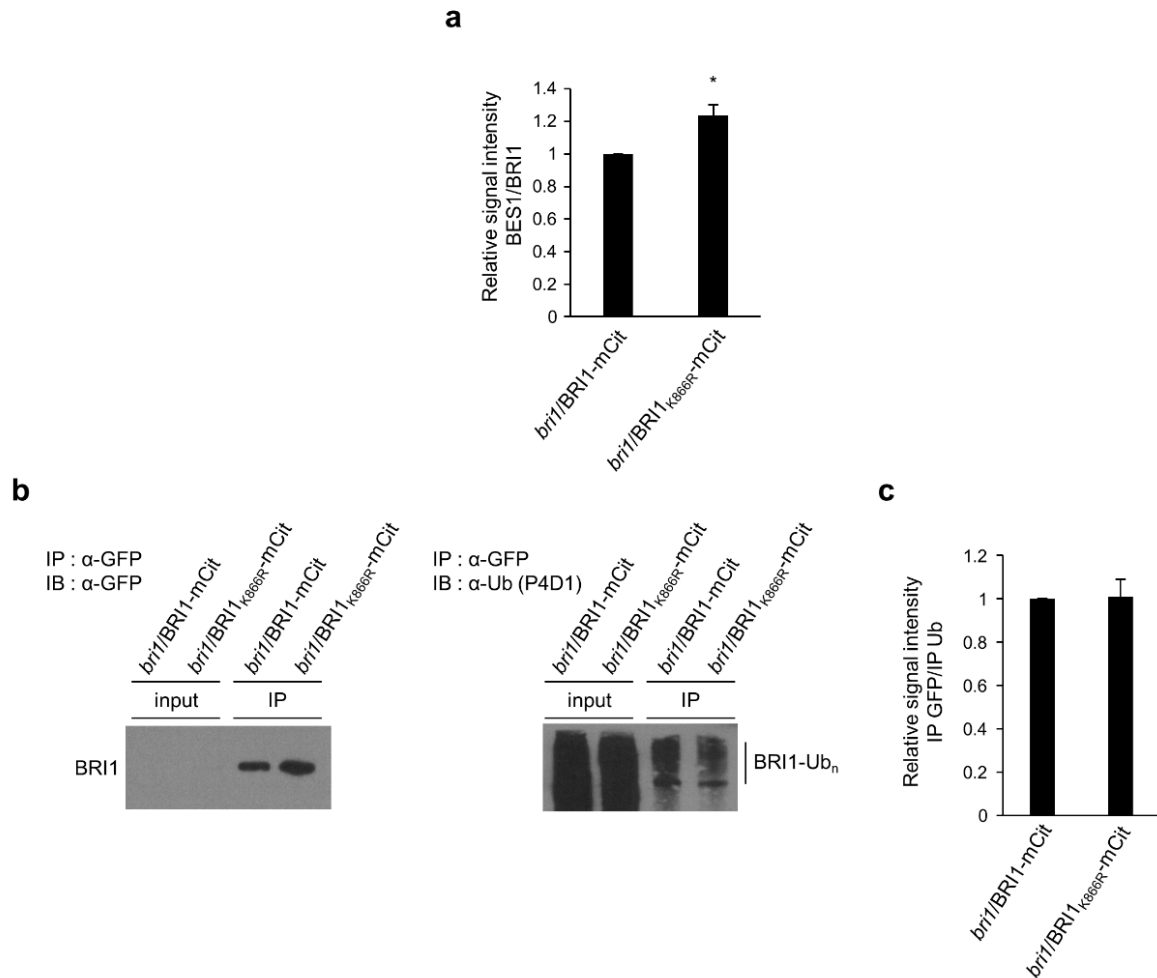 a
Relative signal intensity
BES1/BRI1
1.4
1.2
1
0.8
0.6
0.4
0.2
0
*
bri1/BRI1-mCit
bri1/BRI1K866R-mCit
b
IP : α-GFP
IB : α-GFP
bri1/BRI1-mCit
bri1/BRI1K866R-mCit
bri1/BRI1-mCit
bri1/BRI1K866R-mCit
input
IP
BRI1
IP : α-GFP
IB : α-Ub (P4D1)
bri1/BRI1-mCit
bri1/BRI1K866R-mCit
bri1/BRI1-mCit
bri1/BRI1K866R-mCit
input
IP
BRI1-Ubn
c
Relative signal intensity
IP GFP/IP Ub
1.2
1
0.8
0.6
0.4
0.2
0
bri1/BRI1-mCit
bri1/BRI1K866R-mCit